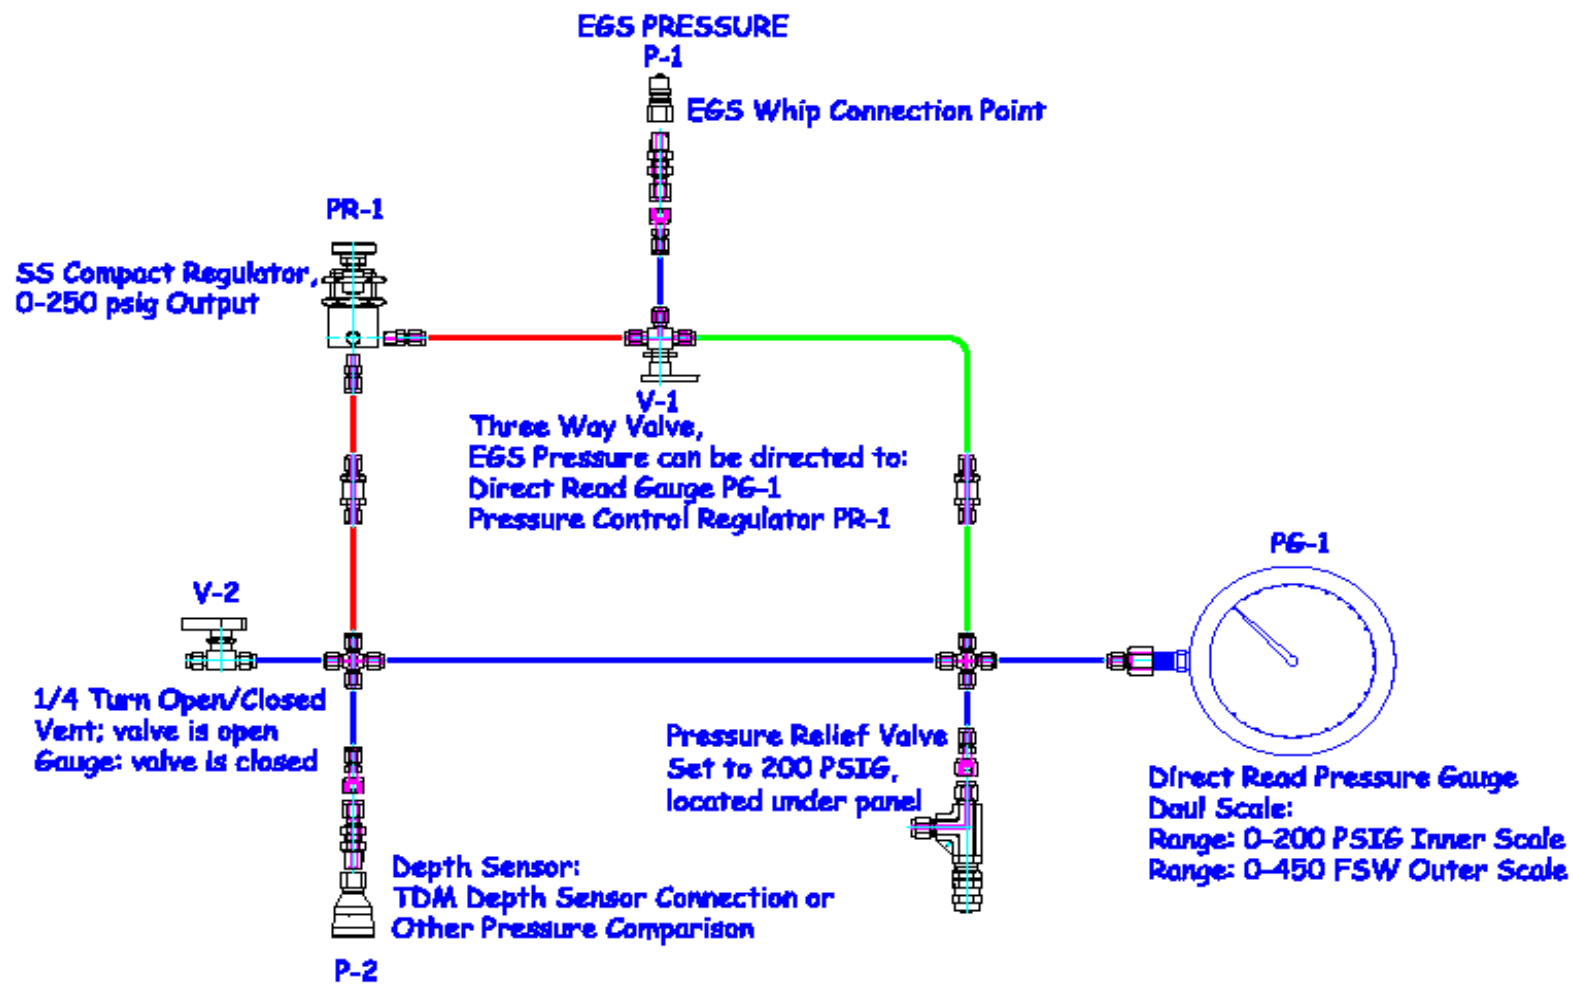 EGS PRESSURE
P-1
EGS Whip Connection Point
PR-1
SS Compact Regulator,
0-250 psig Output
V-1
Three Way Valve,
EGS Pressure can be directed to:
Direct Read Gauge PG-1
Pressure Control Regulator PR-1
PG-1
V-2
1/4 Turn Open/Closed
Vent; valve is open
Gauge: valve is closed
Pressure Relief Valve
Set to 200 PSIG,
located under panel
Direct Read Pressure Gauge
Daul Scale:
Range: 0-200 PSIG Inner Scale
Range: 0-450 FSW Outer Scale
Depth Sensor:
TDM Depth Sensor Connection or
Other Pressure Comparison
P-2